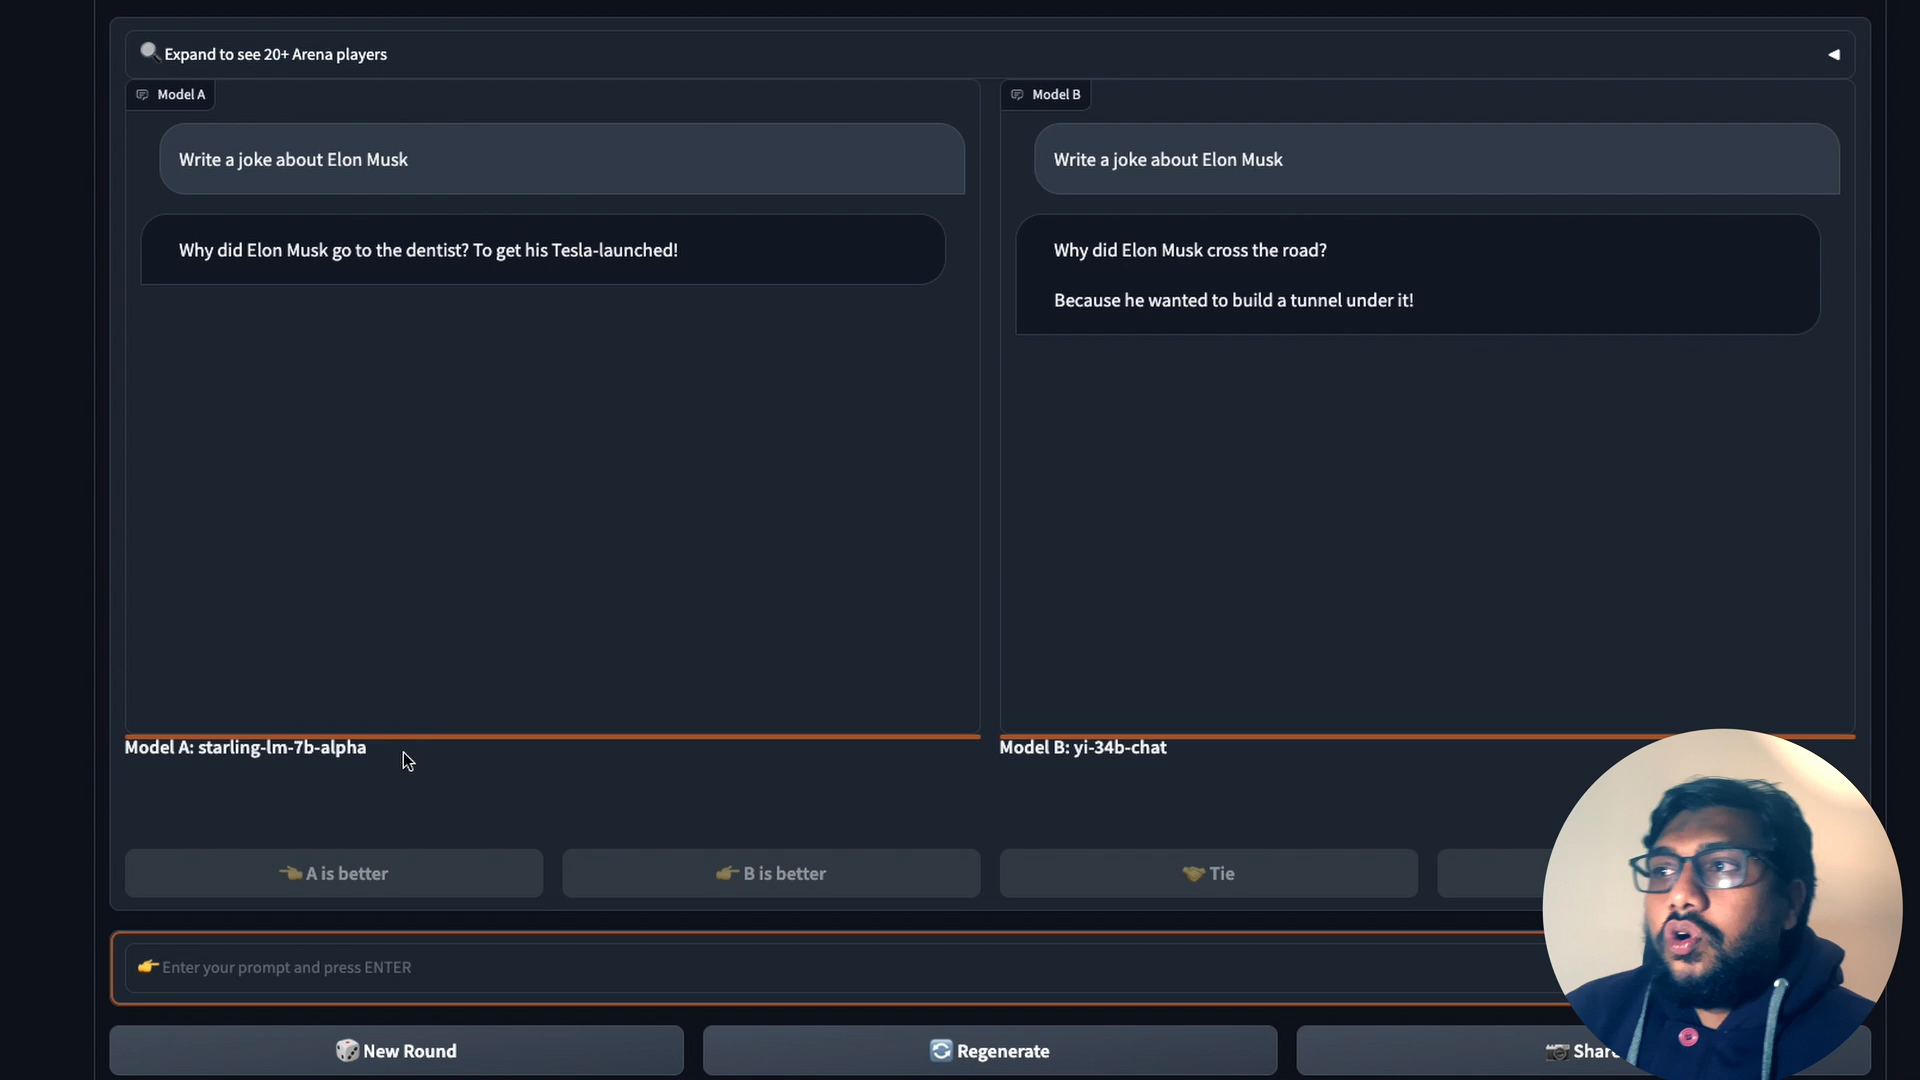 Expand to see 20+ Arena players
Model A
Model B
Write a joke about Elon Musk
Write a joke about Elon Musk
Why did Elon Musk go to the dentist? To get his Tesla-launched!
Why did Elon Musk cross the road?
Because he wanted to build a tunnel under it!
Model A: starling-lm-7b-alpha
Model B: yi-34b-chat
A is better
B is better
Tie
Enter your prompt and press ENTER
New Round
Regenerate
Share